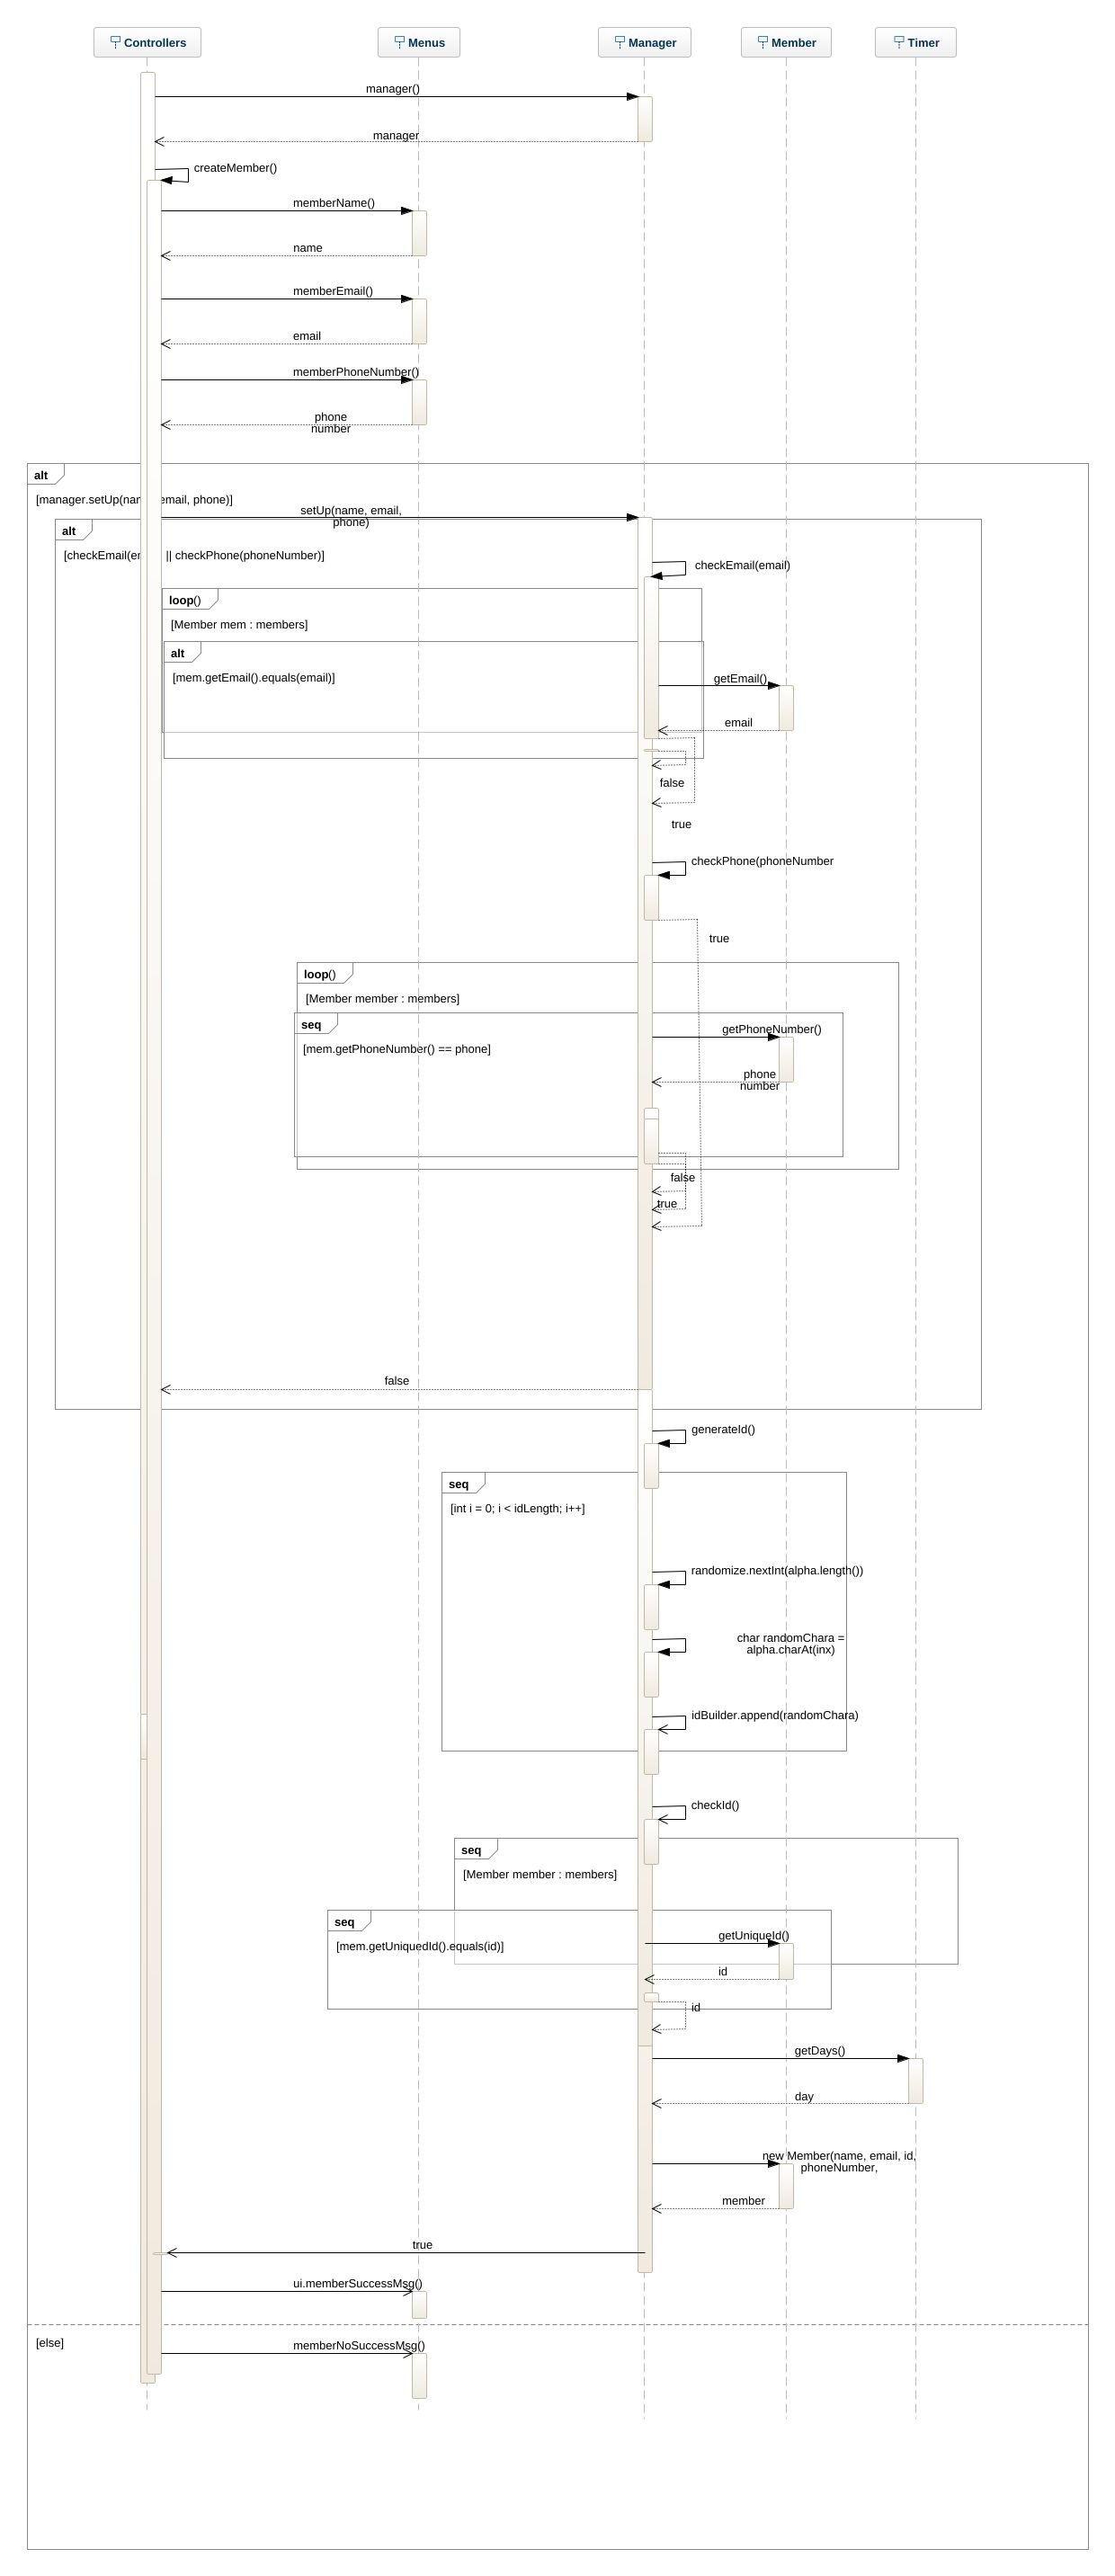 Controllers
Menus
Manager
Member
Timer
manager()
manager
createMember()
memberName()
name
memberEmail()
email
memberPhoneNumber()
phone
number
alt
[manager.setUp(nam email, phone)]
setUp(name, email,
phone)
alt
[checkEmail(em || checkPhone(phoneNumber)]
checkEmail(email)
loop()
[Member mem : members]
alt
[mem.getEmail().equals(email)]
getEmail()
email
false
true
checkPhone(phoneNumber
true
loop()
[Member member : members]
seq
[mem.getPhoneNumber() == phone]
getPhoneNumber()
phone
number
false
true
false
generateId()
seq
[int i = 0; i < idLength; i++]
randomize.nextInt(alpha.length())
char randomChara =
alpha.charAt(inx)
idBuilder.append(randomChara)
checkId()
seq
[Member member : members]
seq
[mem.getUniquedId().equals(id)]
getUniqueId()
id
id
getDays()
day
new Member(name, email, id,
phoneNumber,
member
true
ui.memberSuccessMsg()
[else]
memberNoSuccessMsg()